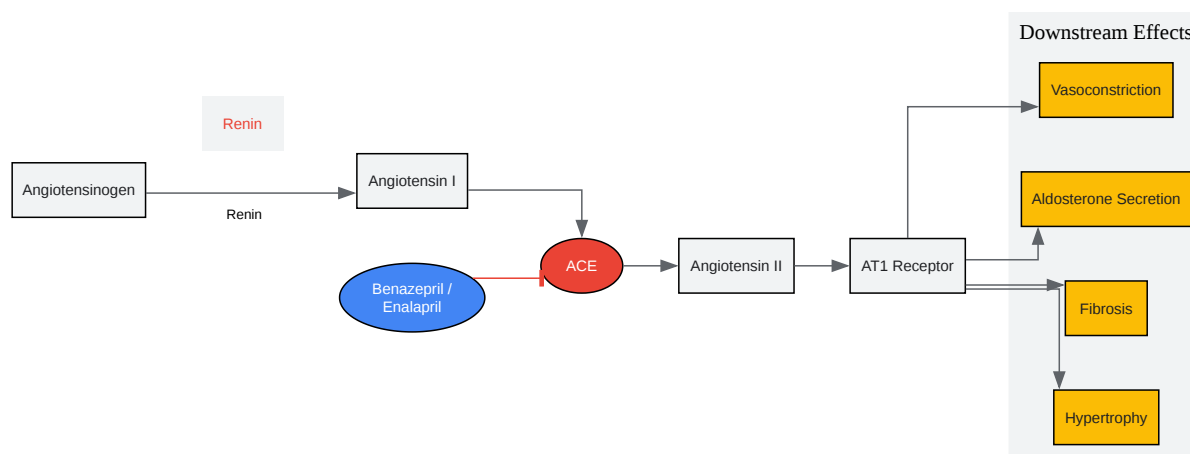 Downstream Effects
Vasoconstriction
Renin
Angiotensinogen
Renin
Angiotensin I
Aldosterone Secretion
ACE
Angiotensin II
AT1 Receptor
Benazepril /
Enalapril
Fibrosis
Hypertrophy